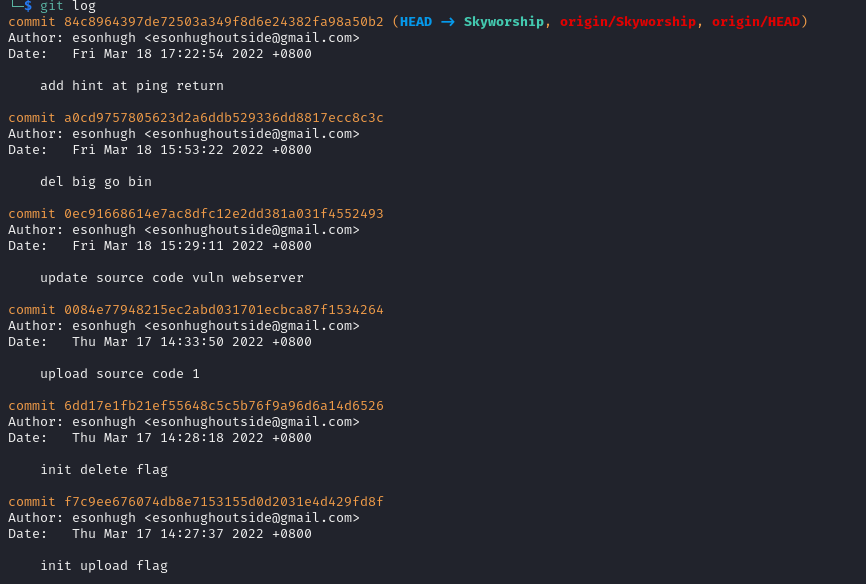 └─$ git log
commit 84c8964397de72503a349f8d6e24382fa98a50b2 (HEAD → Skyworship, origin/Skyworship, origin/HEAD)
Author: esonhugh <esonhughoutside@gmail.com>
Date:   Fri Mar 18 17:22:54 2022 +0800
add hint at ping return
commit a0cd9757805623d2a6ddb529336dd8817ecc8c3c
Author: esonhugh <esonhughoutside@gmail.com>
Date:   Fri Mar 18 15:53:22 2022 +0800
del big go bin
commit 0ec91668614e7ac8dfc12e2dd381a031f4552493
Author: esonhugh <esonhughoutside@gmail.com>
Date:   Fri Mar 18 15:29:11 2022 +0800
update source code vuln webserver
commit 0084e77948215ec2abd031701ecbca87f1534264
Author: esonhugh <esonhughoutside@gmail.com>
Date:   Thu Mar 17 14:33:50 2022 +0800
upload source code 1
commit 6dd17e1fb21ef55648c5c5b76f9a96d6a14d6526
Author: esonhugh <esonhughoutside@gmail.com>
Date:   Thu Mar 17 14:28:18 2022 +0800
init delete flag
commit f7c9ee676074db8e7153155d0d2031e4d429fd8f
Author: esonhugh <esonhughoutside@gmail.com>
Date:   Thu Mar 17 14:27:37 2022 +0800
init upload flag